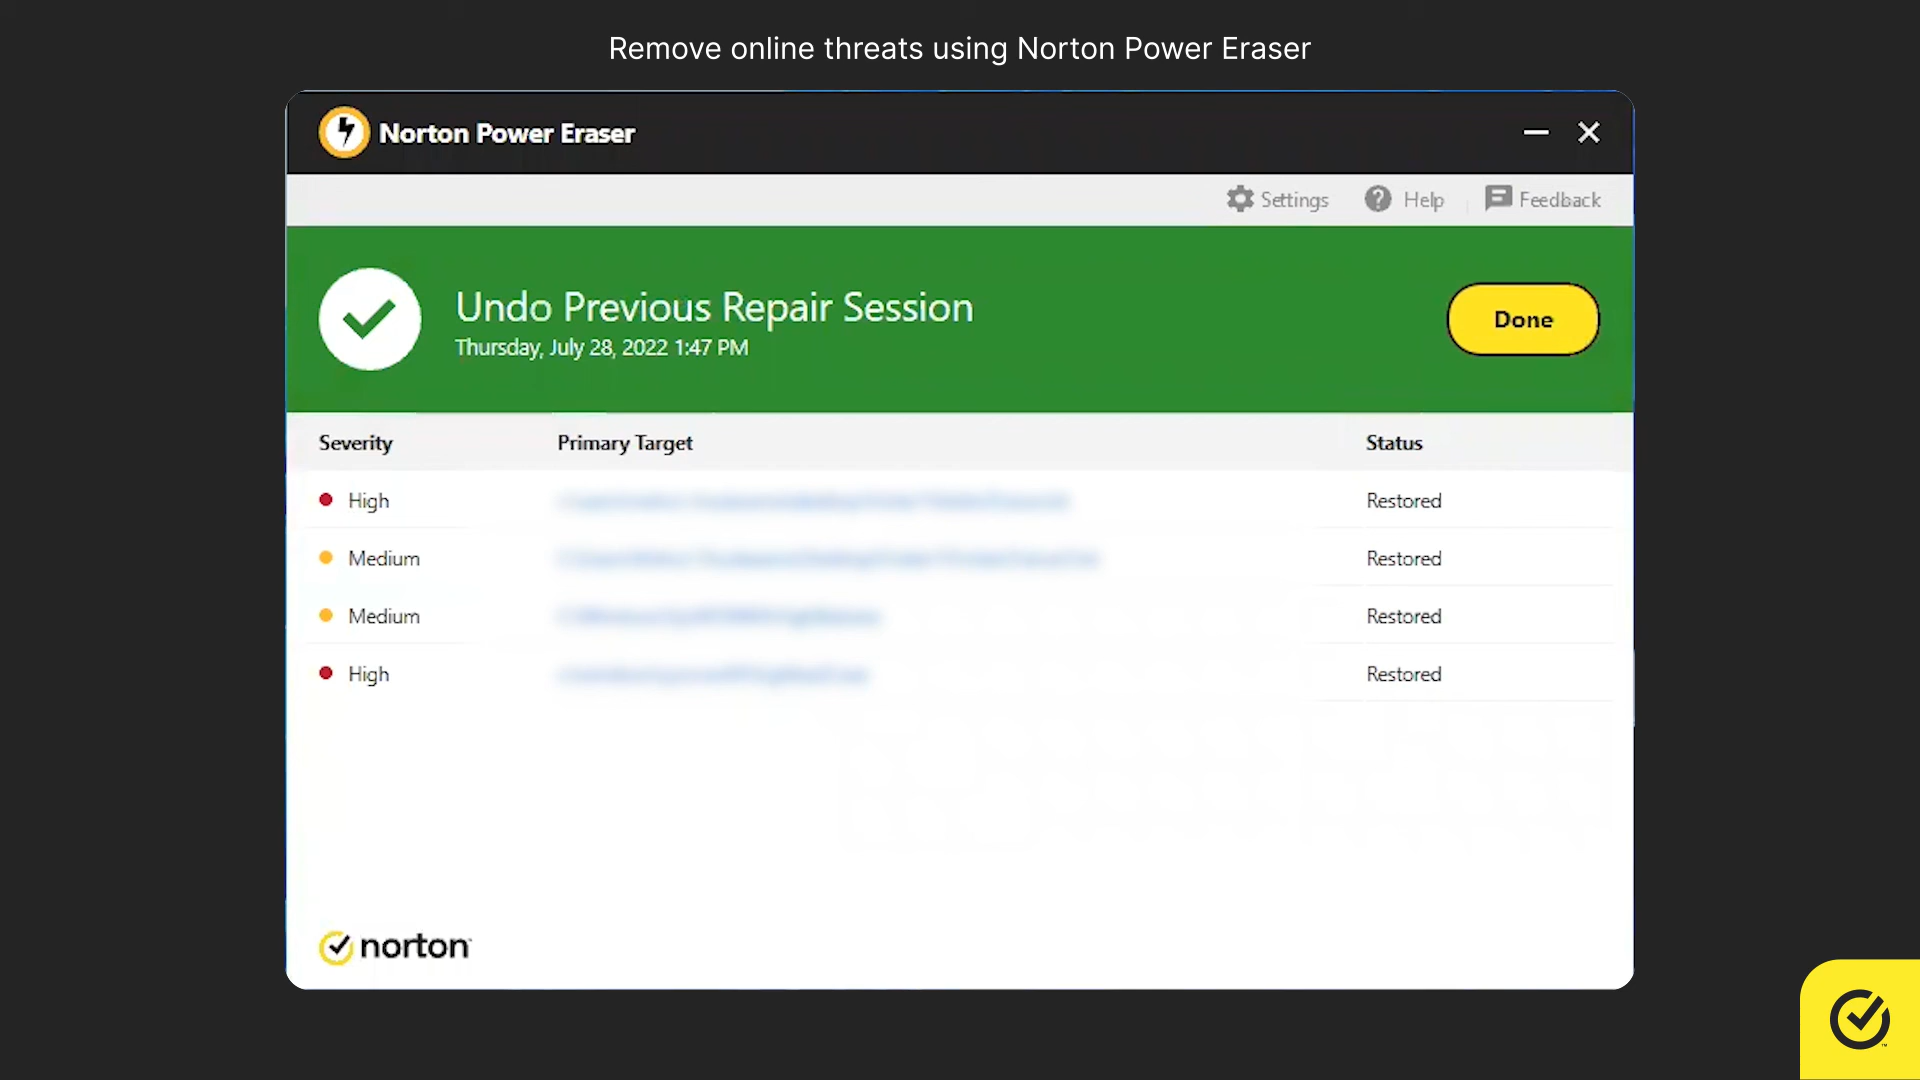 Remove online threats using Norton Power Eraser
Norton Power Eraser
Settings Help Feedback
Undo Previous Repair Session
Thursday, July 28, 2022 1:47 PM
Done
Severity Primary Target Status
High Restored
Medium Restored
Medium Restored
High Restored
norton